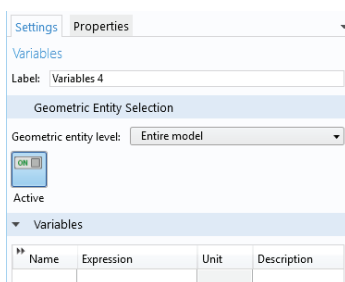 Settings Properties
Variables
Label: Variables 4
Geometric Entity Selection
Geometric entity level: Entire model
ON
Active
Variables
Name Expression Unit Description